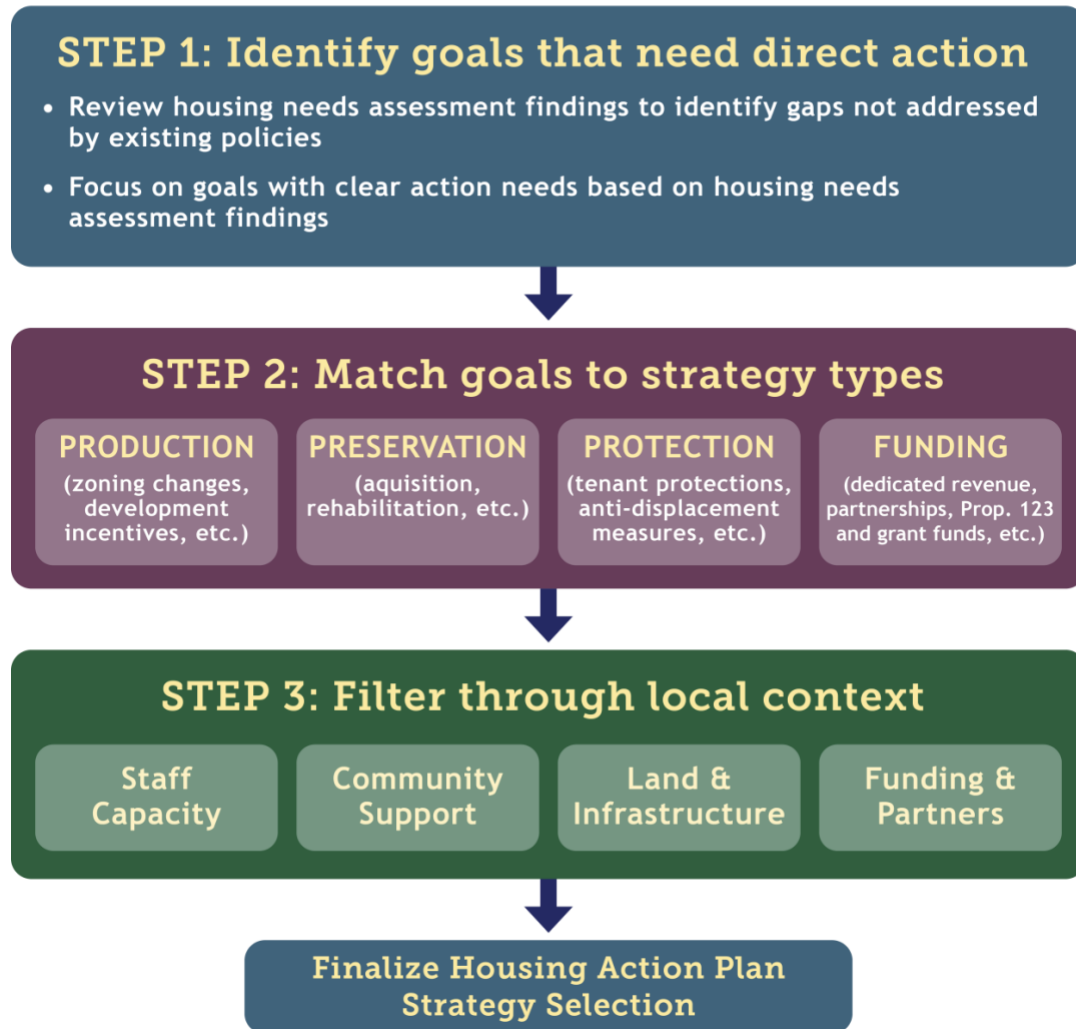 STEP 1: Identify goals that need direct action
• Review housing needs assessment findings to identify gaps not addressed
by existing policies
• Focus on goals with clear action needs based on housing needs
assessment findings
STEP 2: Match goals to strategy types
PRODUCTION
(zoning changes,
development
incentives, etc.)
PRESERVATION
(aquisition,
rehabilitation, etc.)
PROTECTION
(tenant protections,
anti-displacement
measures, etc.)
FUNDING
(dedicated revenue,
partnerships, Prop. 123
and grant funds, etc.)
STEP 3: Filter through local context
Staff
Capacity
Community
Support
Land &
Infrastructure
Funding &
Partners
Finalize Housing Action Plan
Strategy Selection